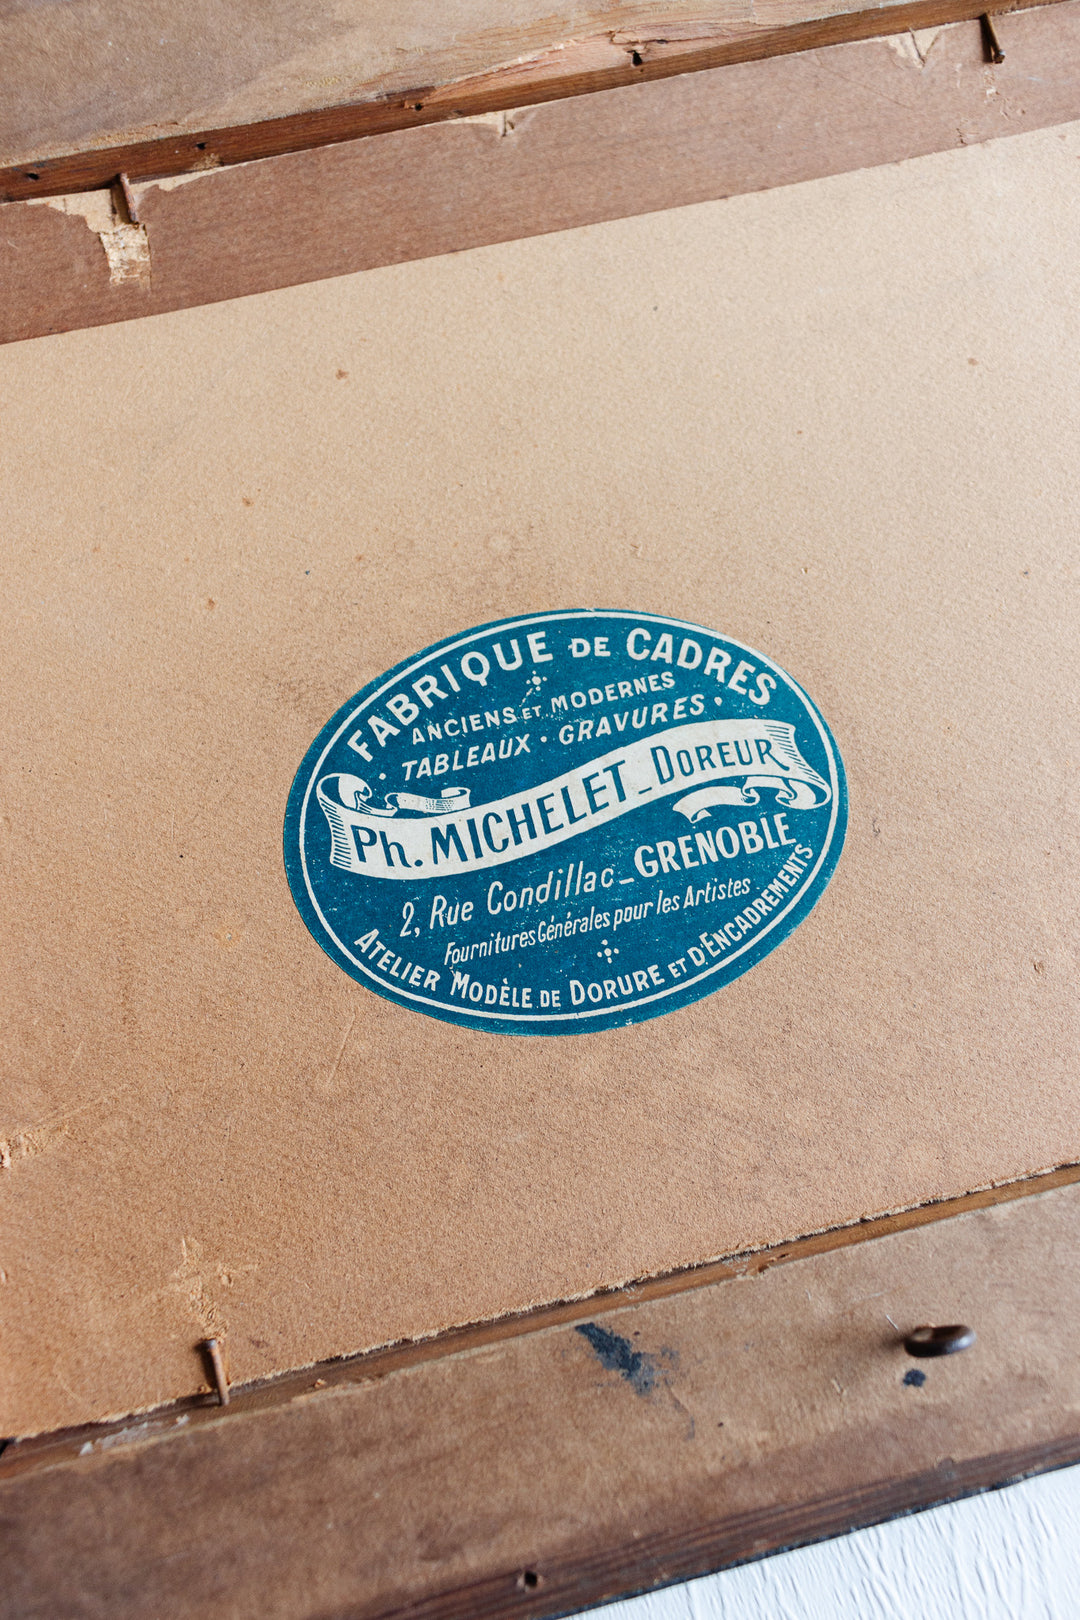 FABRIQUE DE CADRES
ANCIENS ET MODERNES
• TABLEAUX • GRAVURES •
Ph. MICHELET_DOREUR
2, Rue Condillac_GRENOBLE
Fournitures Générales pour les Artistes
ATELIER MODÈLE DE DORURE ET D'ENCADREMENTS